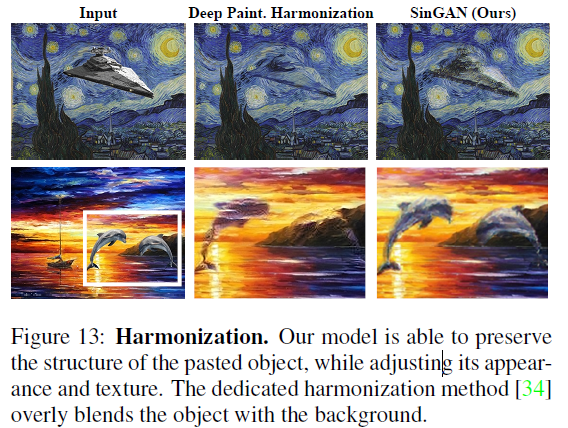 Input Deep Paint. Harmonization SinGAN (Ours)
Figure 13: Harmonization. Our model is able to preserve
the structure of the pasted object, while adjusting its appear-
ance and texture. The dedicated harmonization method [34]
overly blends the object with the background.